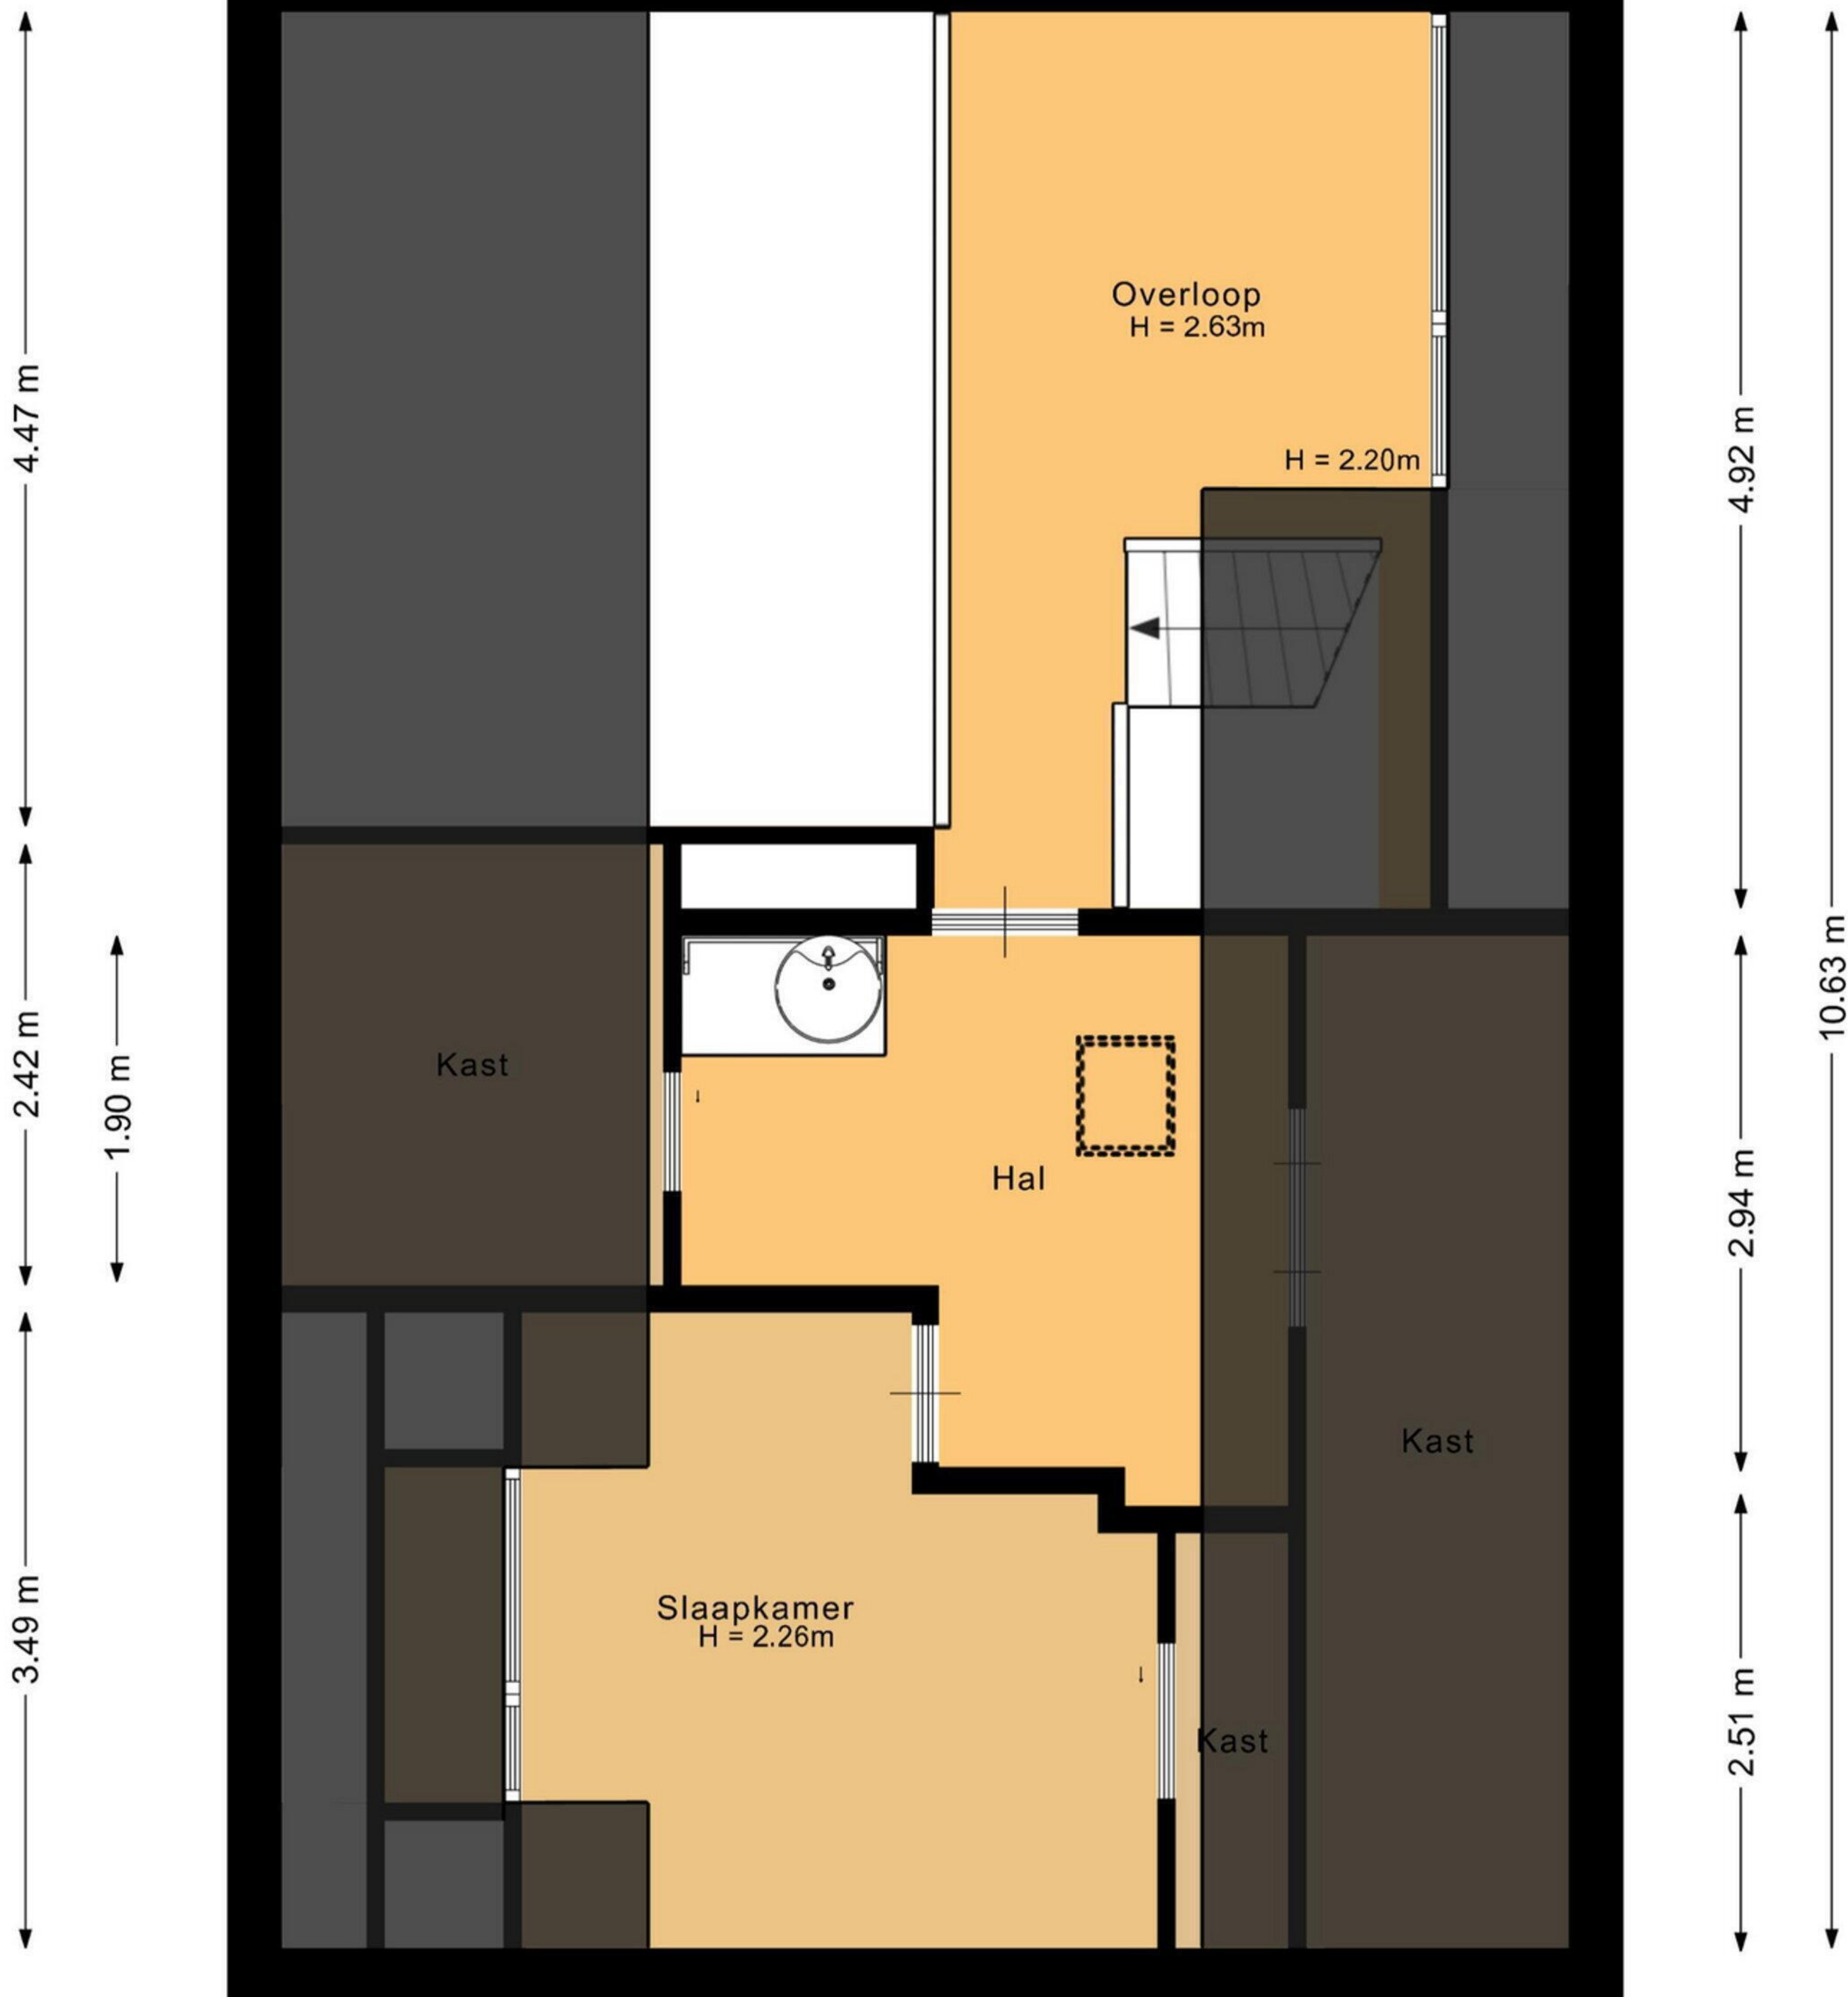 Overloop
H = 2.63m
H = 2.20m
4.47 m
4.92 m
10.63 m
Kast
2.42 m
1.90 m
Hal
2.94 m
Kast
Slaapkamer
H = 2.26m
3.49 m
Kast
2.51 m